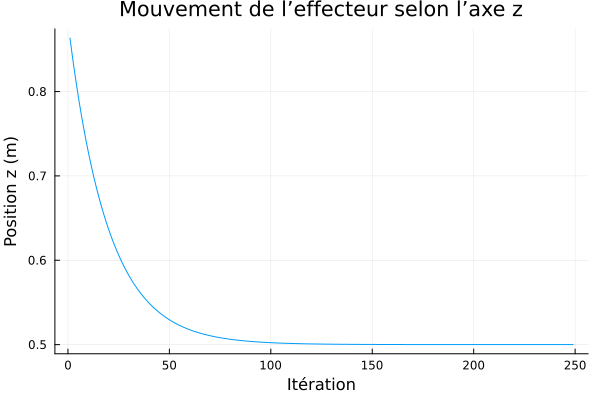 Mouvement de l’effecteur selon l’axe z
Position z (m)
0.8
0.7
0.6
0.5
0 50 100 150 200 250
Itération